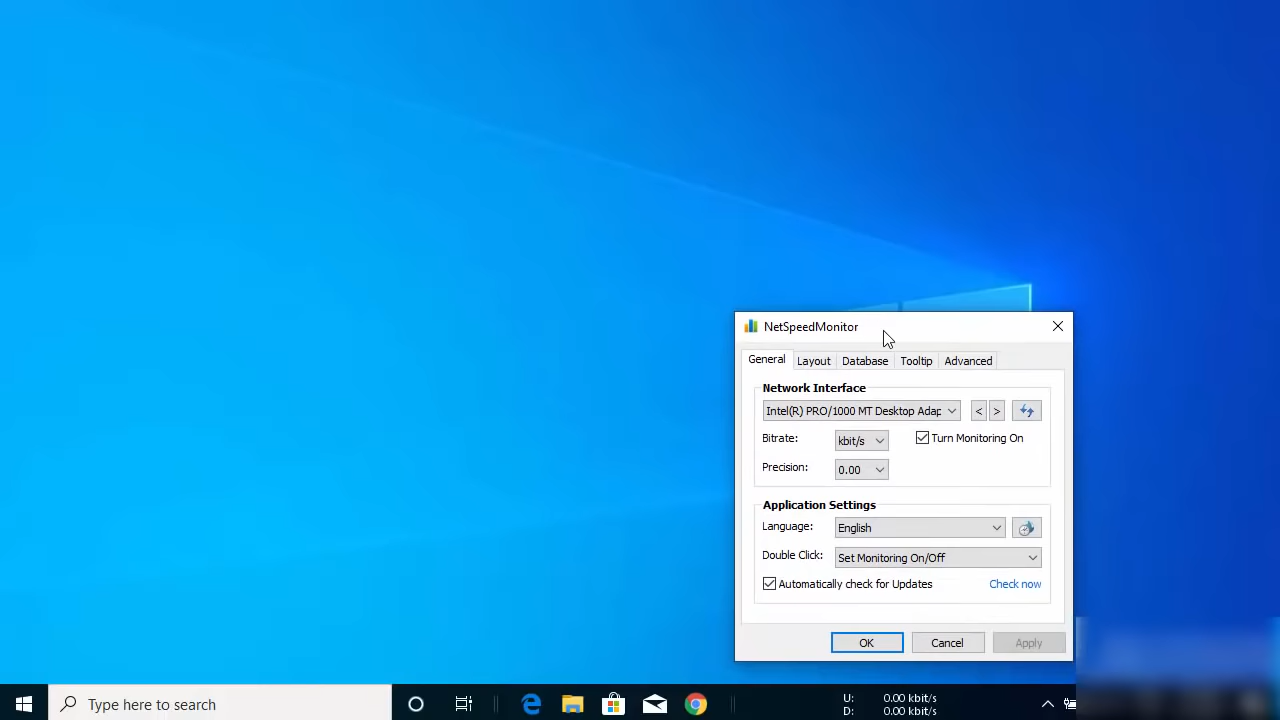 NetSpeedMonitor
General Layout Database Tooltip Advanced
Network Interface
Intel(R) PRO/1000 MT Desktop Adap < >
Bitrate: kbit/s Turn Monitoring On
Precision: 0.00
Application Settings
Language: English
Double Click: Set Monitoring On/Off
Automatically check for Updates Check now
OK Cancel Apply
Type here to search
U: 0.00 kbit/s
D: 0.00 kbit/s